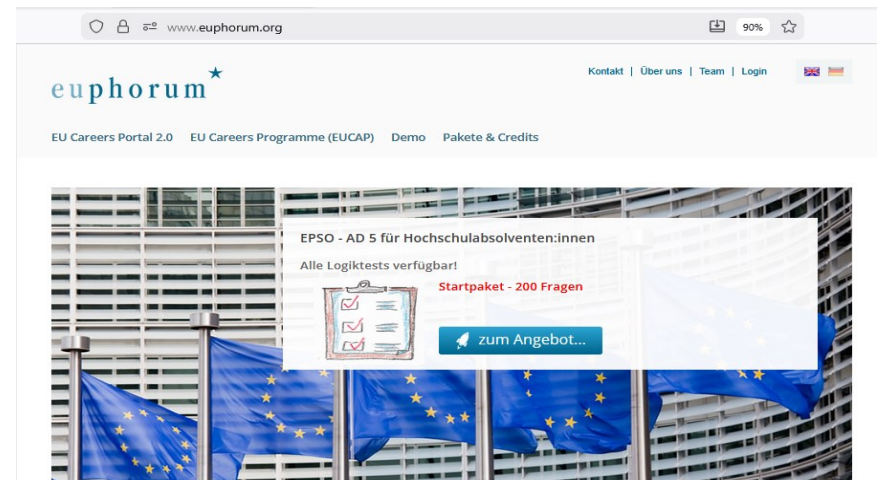 www.euphorum.org
90%
euphorum
Kontakt | Über uns | Team | Login
EU Careers Portal 2.0 EU Careers Programme (EUCAP) Demo Pakete & Credits
EPSO - AD 5 für Hochschulabsolventen:innen
Alle Logiktests verfügbar!
Startpaket - 200 Fragen
zum Angebot...